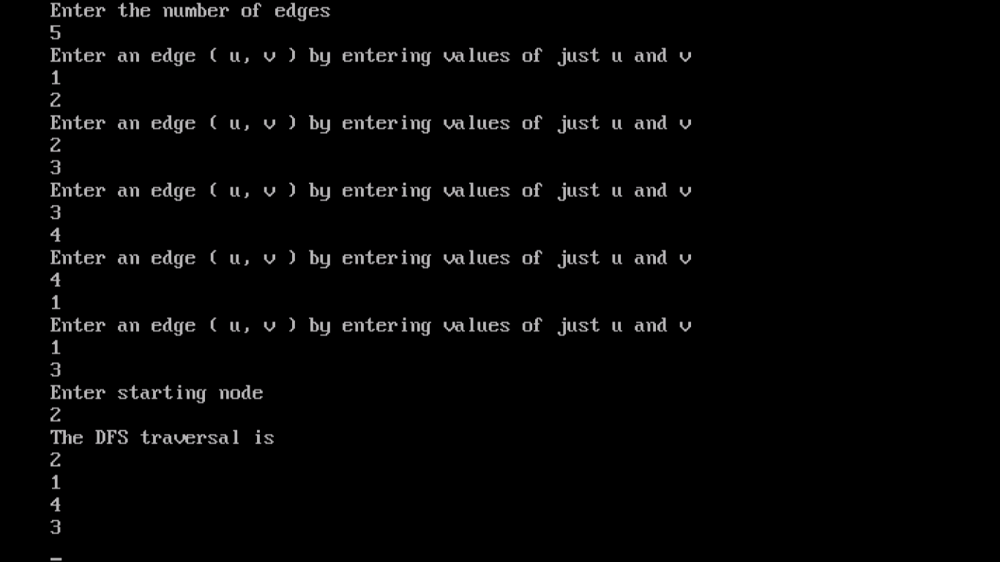 Enter the number of edges
5
Enter an edge ( u, v ) by entering values of just u and v
1
2
Enter an edge ( u, v ) by entering values of just u and v
2
3
Enter an edge ( u, v ) by entering values of just u and v
3
4
Enter an edge ( u, v ) by entering values of just u and v
4
1
Enter an edge ( u, v ) by entering values of just u and v
1
3
Enter starting node
2
The DFS traversal is
2
1
4
3
_